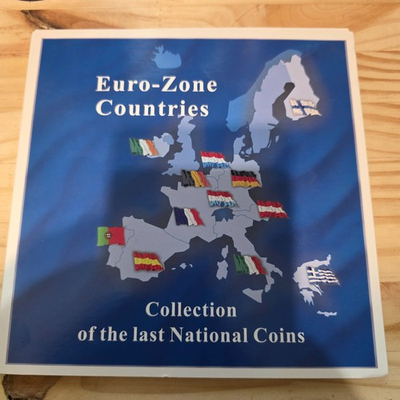 Euro-Zone
Countries
Collection
of the last National Coins